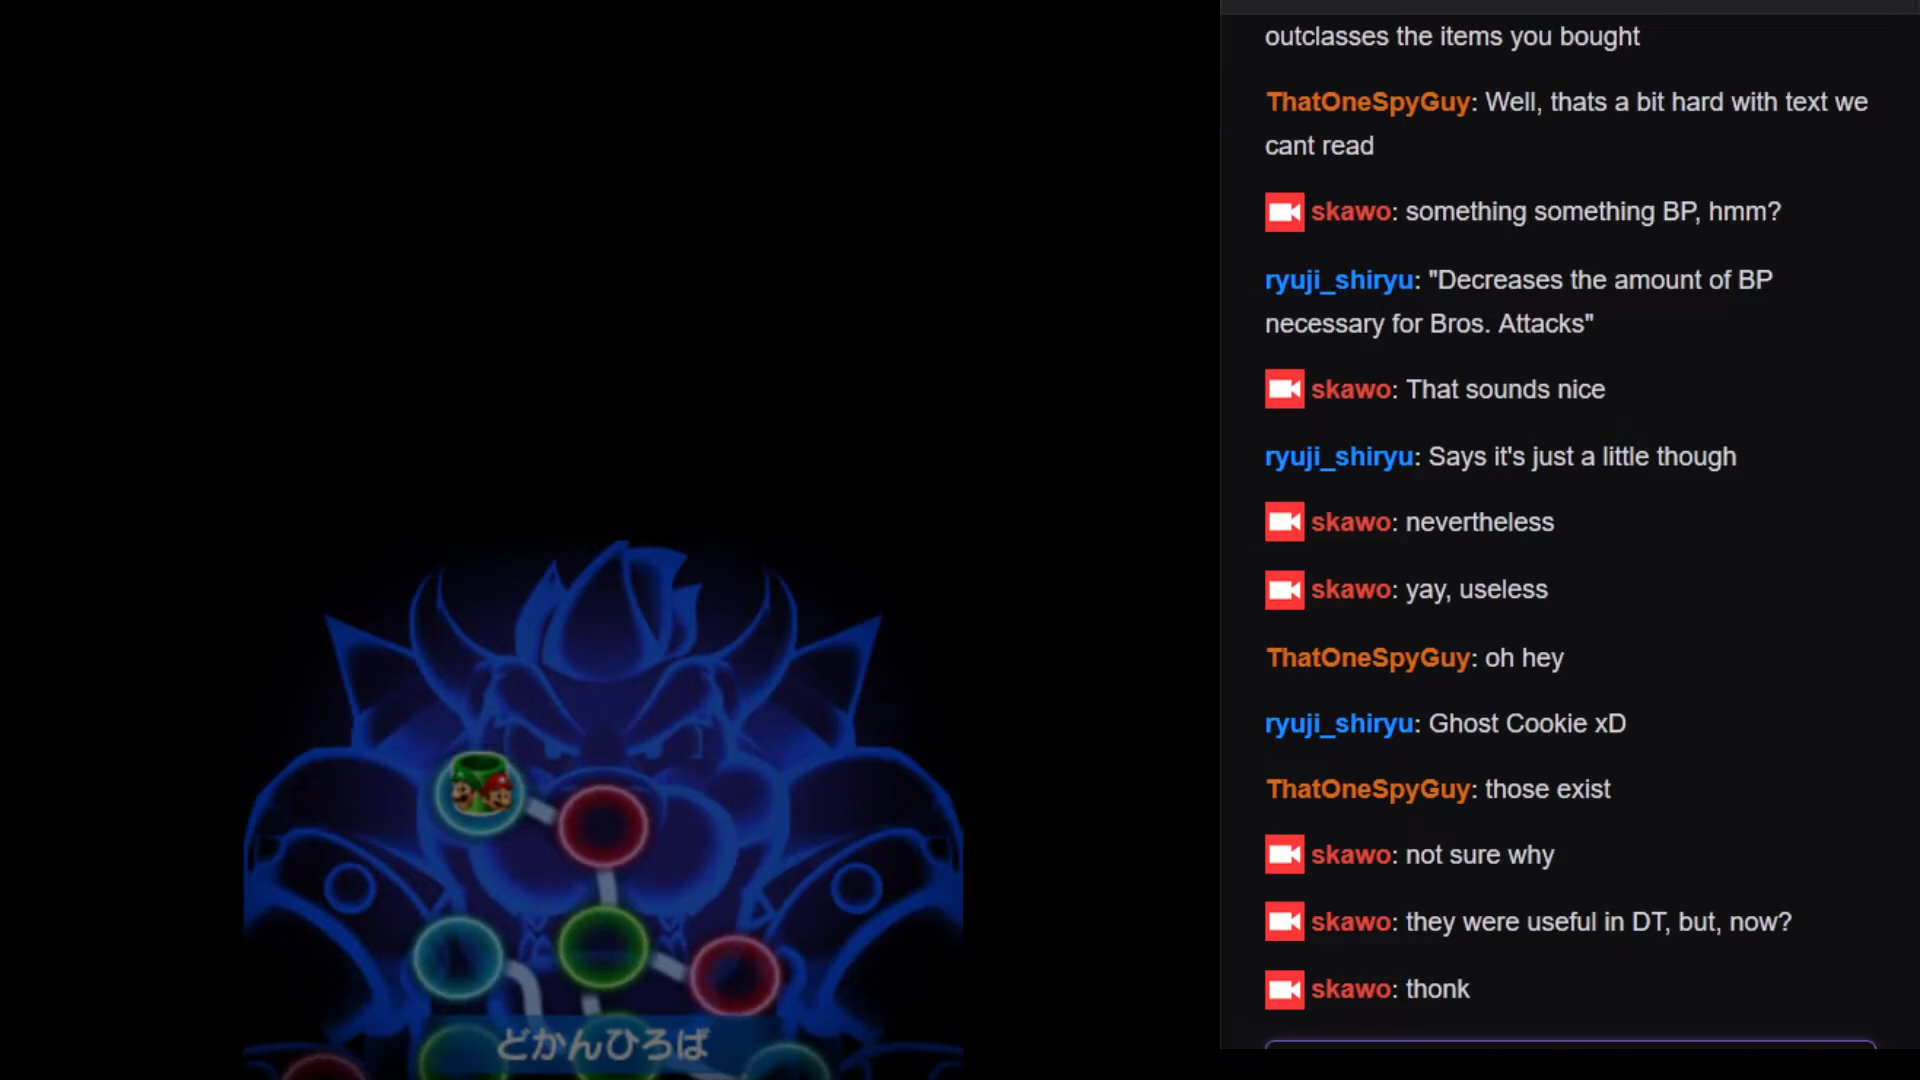 outclasses the items you bought
ThatOneSpyGuy: Well, thats a bit hard with text we
cant read
skawo: something something BP, hmm?
ryuji_shiryu: "Decreases the amount of BP
necessary for Bros. Attacks"
skawo: That sounds nice
ryuji_shiryu: Says it's just a little though
skawo: nevertheless
skawo: yay, useless
ThatOneSpyGuy: oh hey
ryuji_shiryu: Ghost Cookie xD
ThatOneSpyGuy: those exist
skawo: not sure why
skawo: they were useful in DT, but, now?
skawo: thonk
どかんひろば